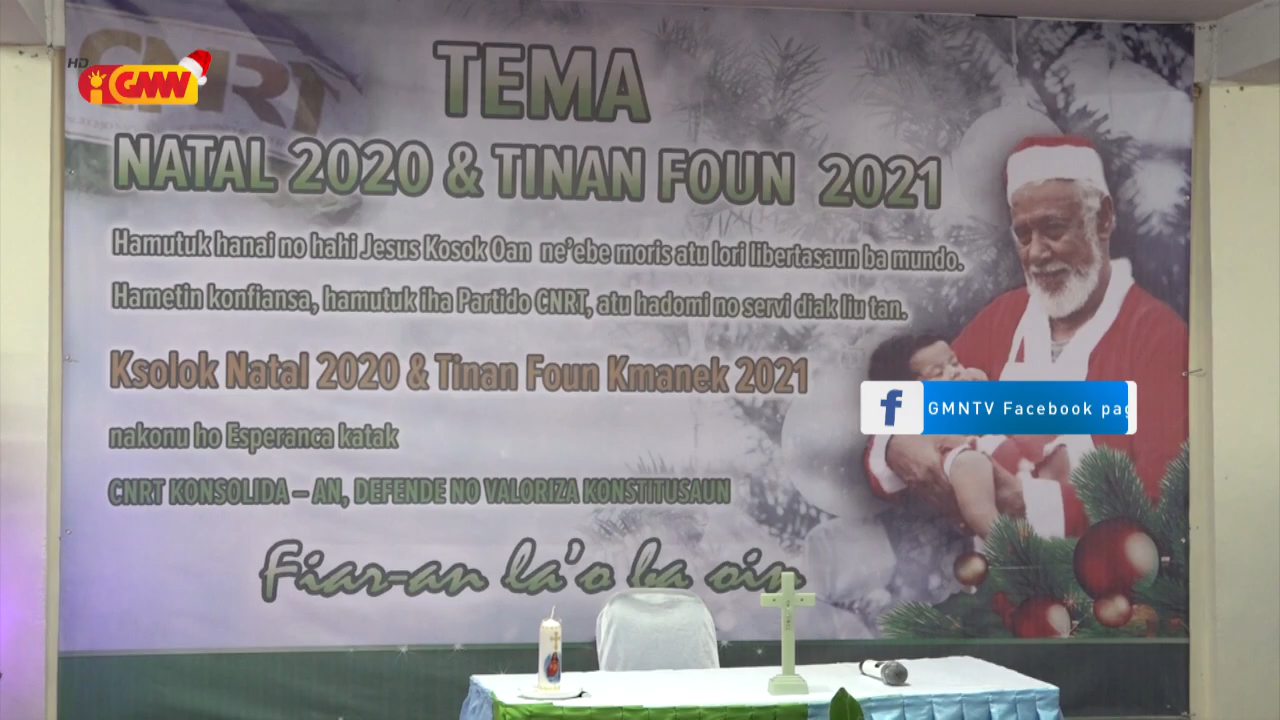 HD
GMN
CNRT
TEMA
NATAL 2020 & TINAN FOUN 2021
Hamutuk hanai no hahi Jesus Kosok Oan ne'ebe moris atu lori libertasaun ba mundo.
Hametin konfiansa, hamutuk iha Partido CNRT, atu hadomi no servi diak liu tan.
Ksolok Natal 2020 & Tinan Foun Kmanek 2021
f GMNTV Facebook pag
nakonu ho Esperanca katak
CNRT KONSOLIDA – AN, DEFENDE NO VALORIZA KONSTITUSAUN
Fiar-an la'o ba oin